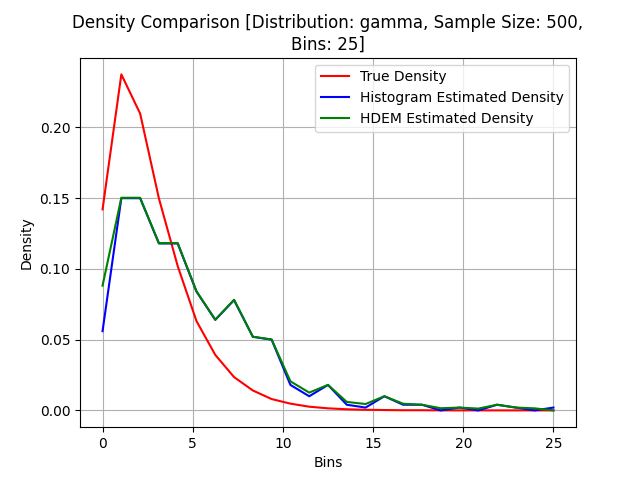 Density Comparison [Distribution: gamma, Sample Size: 500,
Bins: 25]
True Density
Histogram Estimated Density
HDEM Estimated Density
Density
0.20
0.15
0.10
0.05
0.00
0 5 10 15 20 25
Bins